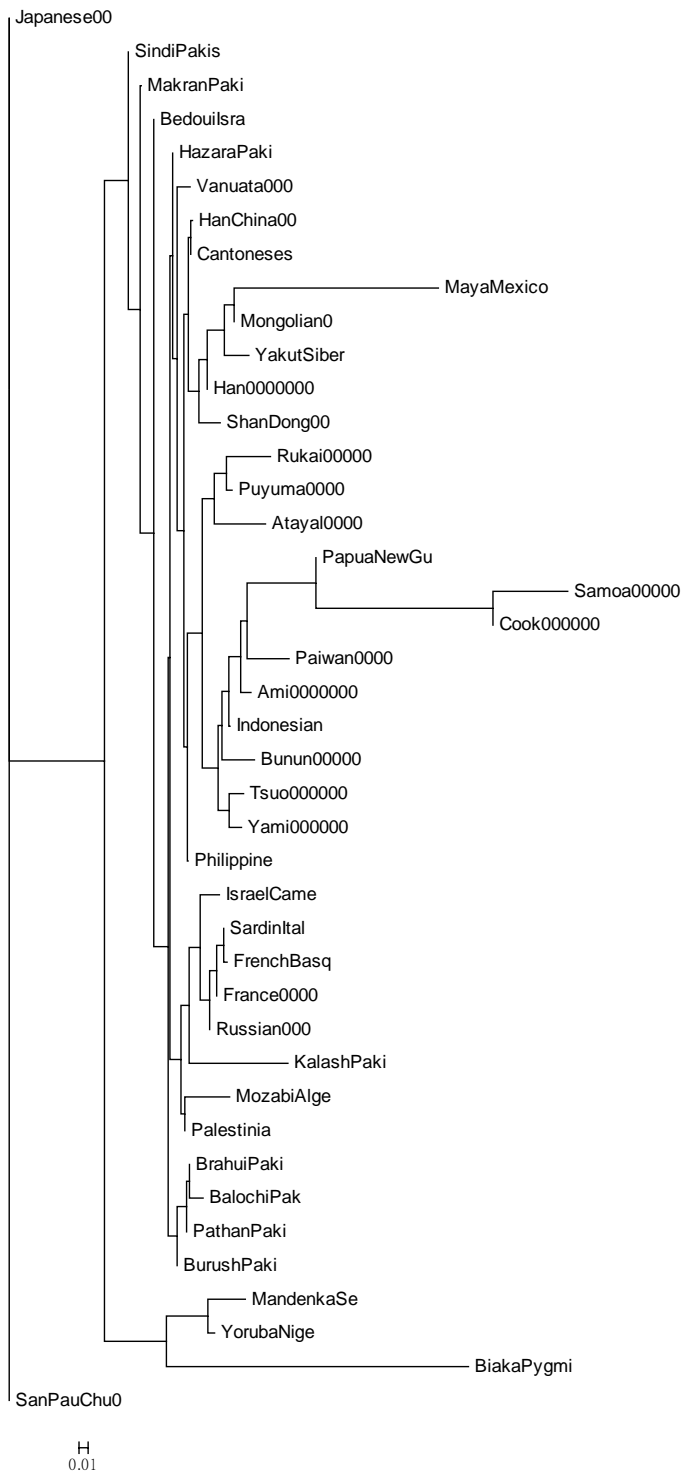 Japanese00
SindiPakis
MakranPaki
BedouiIsra
HazaraPaki
Vanuata000
HanChina00
Cantoneses
MayaMexico
Mongolian0
YakutSiber
Han0000000
ShanDong00
Rukai00000
Puyuma0000
Atayal0000
PapuaNewGu
Samoa00000
Cook000000
Paiwan0000
Ami0000000
Indonesian
Bunun00000
Tsuo000000
Yami000000
Philippine
IsraelCame
SardinItal
FrenchBasq
France0000
Russian000
KalashPaki
MozabiAlge
Palestinia
BrahuiPaki
BalochiPak
PathanPaki
BurushPaki
MandenkaSe
YorubaNige
BiakaPygmi
SanPauChu0
0.01